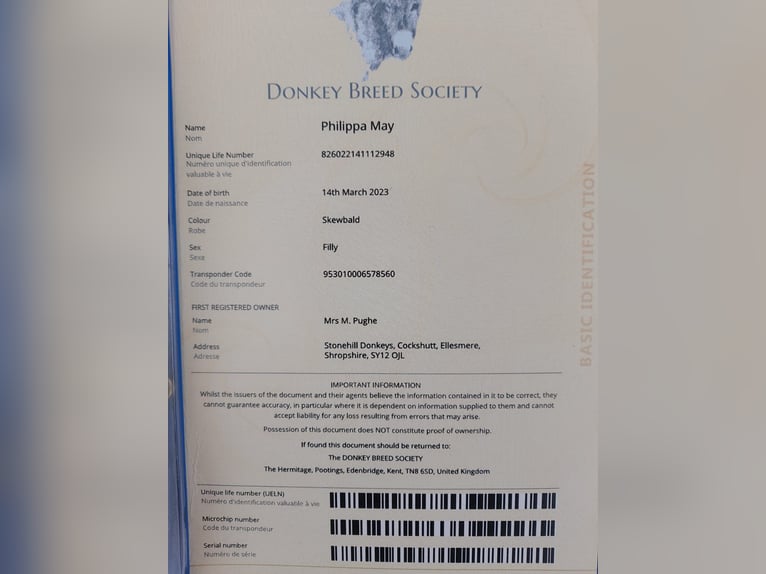 DONKEY BREED SOCIETY
Name Philippa May
Nom
Unique Life Number 826022141112948
Numéro unique d'identification
valuable à vie
Date of birth 14th March 2023
Date de naissance
Colour Skewbald
Robe
Sex Filly
Sexe
Transponder Code 953010006578560
Code du transpondeur
FIRST REGISTERED OWNER
Name Mrs M. Pughe
Nom
Address Stonehill Donkeys, Cockshutt, Ellesmere,
Adresse Shropshire, SY12 OJL
BASIC IDENTIFICATION
IMPORTANT INFORMATION
Whilst the issuers of the document and their agents believe the information contained in it to be correct, they
cannot guarantee accuracy, in particular where it is dependent on information supplied to them and cannot
accept liability for any loss resulting from errors that may arise.
Possession of this document does NOT constitute proof of ownership.
If found this document should be returned to:
The DONKEY BREED SOCIETY
The Hermitage, Pootings, Edenbridge, Kent, TN8 6SD, United Kingdom
Unique life number (UELN)
Numéro d'identification valuable à vie
Microchip number
Code du transpondeur
Serial number
Numéro de série